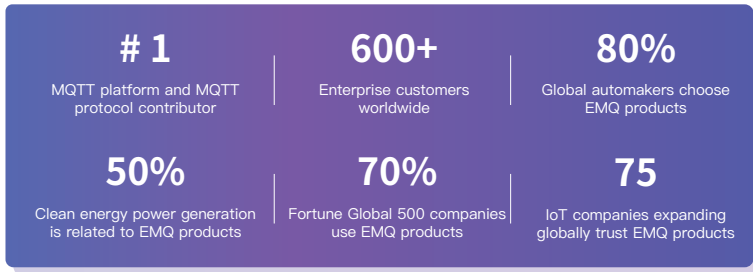 # 1
MQTT platform and MQTT
protocol contributor
600+
Enterprise customers
worldwide
80%
Global automakers choose
EMQ products
50%
Clean energy power generation
is related to EMQ products
70%
Fortune Global 500 companies
use EMQ products
75
IoT companies expanding
globally trust EMQ products